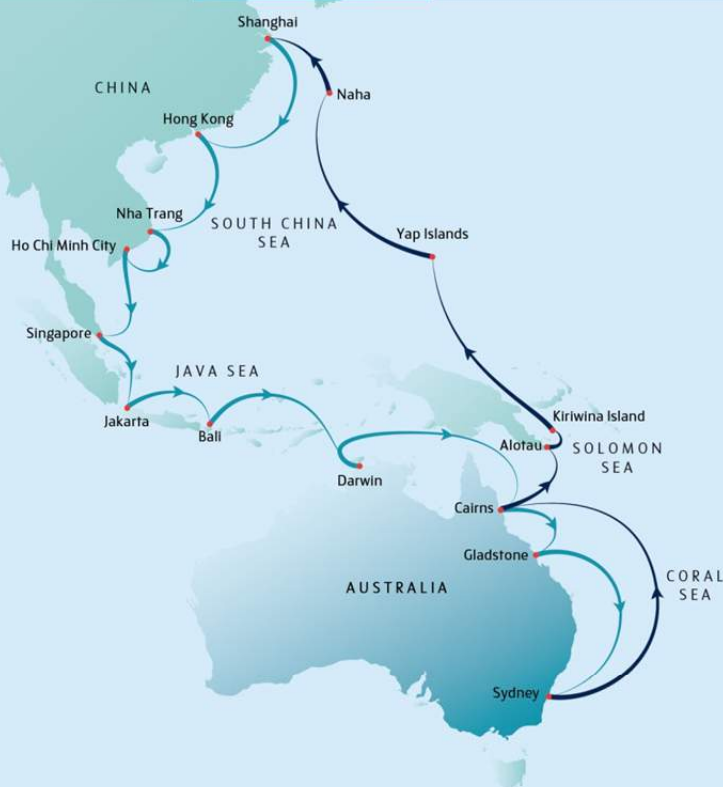 Shanghai
CHINA
Naha
Hong Kong
Nha Trang
SOUTH CHINA
SEA
Ho Chi Minh City
Yap Islands
Singapore
JAVA SEA
Jakarta
Bali
Kiriwina Island
Alotau
SOLOMON
SEA
Darwin
Cairns
Gladstone
CORAL
SEA
AUSTRALIA
Sydney